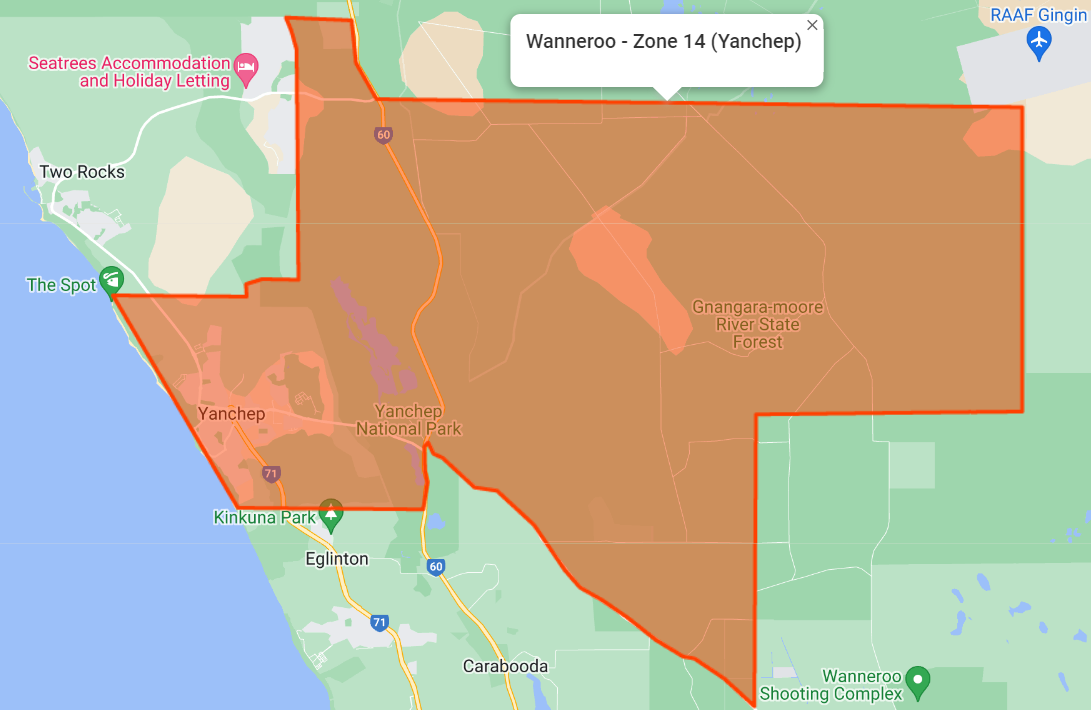 RAAF Gingin
Wanneroo - Zone 14 (Yanchep)
Seatrees Accommodation
and Holiday Letting
60
Two Rocks
The Spot
Gnangara-moore
River State
Forest
Yanchep
Yanchep
National Park
71
Kinkuna Park
Eglinton
60
71
Carabooda
Wanneroo
Shooting Complex